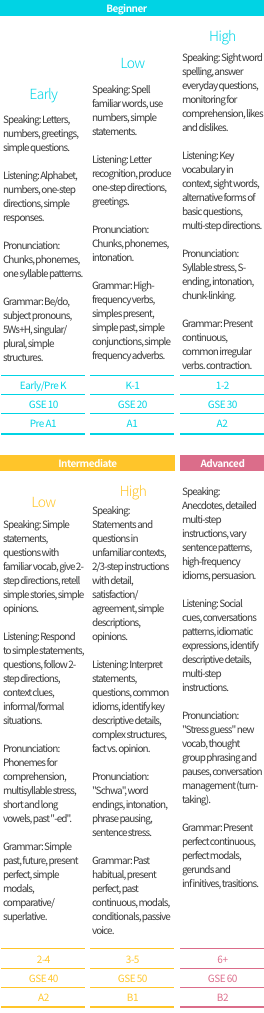 Beginner
Early
Speaking: Letters,
numbers, greetings,
simple questions.
Listening: Alphabet,
numbers, one-step
directions, simple
responses.
Pronunciation:
Chunks, phonemes,
one syllable patterns.
Grammar: Be/do,
subject pronouns,
5Ws+H, singular/
plural, simple
structures.
Early/Pre K
GSE 10
Pre A1
Low
Speaking: Spell
familiar words, use
numbers, simple
statements.
Listening: Letter
recognition, produce
one-step directions,
greetings.
Pronunciation:
Chunks, phonemes,
intonation.
Grammar: High-
frequency verbs,
simples present,
simple past, simple
conjunctions, simple
frequency adverbs.
K-1
GSE 20
A1
High
Speaking: Sight word
spelling, answer
everyday questions,
monitoring for
comprehension, likes
and dislikes.
Listening: Key
vocabulary in
context, sight words,
alternative forms of
basic questions,
multi-step directions.
Pronunciation:
Syllable stress, S-
ending, intonation,
chunk-linking.
Grammar: Present
continuous,
common irregular
verbs. contraction.
1-2
GSE 30
A2
Intermediate
Low
Speaking: Simple
statements,
questions with
familiar vocab, give 2-
step directions, retell
simple stories, simple
opinions.
Listening: Respond
to simple statements,
questions, follow 2-
step directions,
context clues,
informal/formal
situations.
Pronunciation:
Phonemes for
comprehension,
multisyllable stress,
short and long
vowels, past "-ed".
Grammar: Simple
past, future, present
perfect, simple
modals,
comparative/
superlative.
2-4
GSE 40
A2
High
Speaking:
Statements and
questions in
unfamiliar contexts,
2/3-step instructions
with detail,
satisfaction/
agreement, simple
descriptions,
opinions.
Listening: Interpret
statements,
questions, common
idioms, identify key
descriptive details,
complex structures,
fact vs. opinion.
Pronunciation:
"Schwa", word
endings, intonation,
phrase pausing,
sentence stress.
Grammar: Past
habitual, present
perfect, past
continuous, modals,
conditionals, passive
voice.
3-5
GSE 50
B1
Advanced
Speaking:
Anecdotes, detailed
multi-step
instructions, vary
sentence patterns,
high-frequency
idioms, persuasion.
Listening: Social
cues, conversations
patterns, idiomatic
expressions, identify
descriptive details,
multi-step
instructions.
Pronunciation:
"Stress guess" new
vocab, thought
group phrasing and
pauses, conversation
management (turn-
taking).
Grammar: Present
perfect continuous,
perfect modals,
gerunds and
infinitives, trasitions.
6+
GSE 60
B2